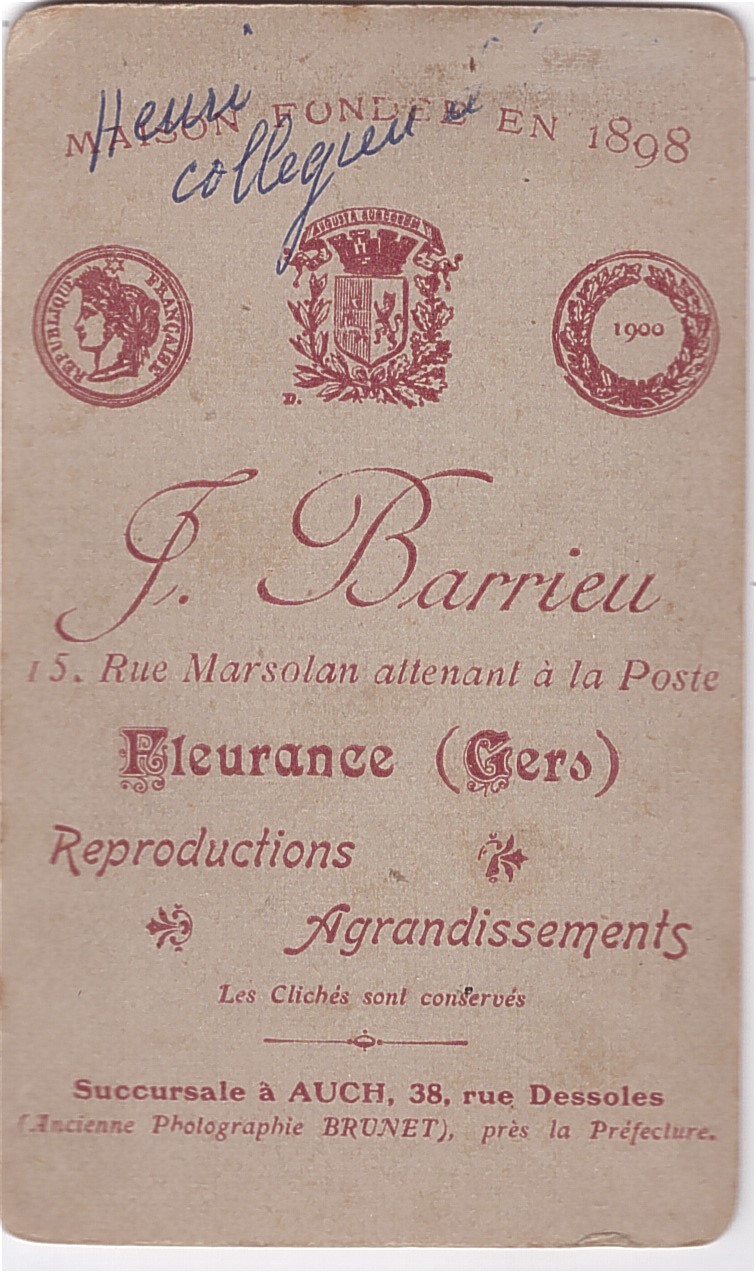 Henri
collegien
MAISON FONDÉE EN 1898
AUGUSTA AUSCORUM
RÉPUBLIQUE FRANÇAISE
1900
D.
J. Barrieu
15. Rue Marsolan attenant à la Poste
Fleurance (Gers)
Reproductions
Agrandissements
Les Clichés sont conservés
Succursale à AUCH, 38, rue Dessoles
(Ancienne Photographie BRUNET), près la Préfecture.